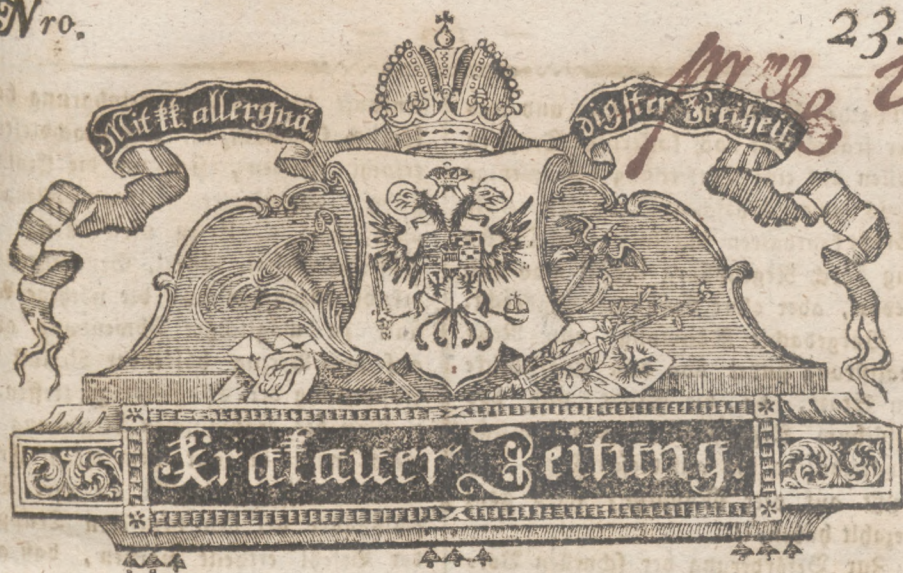 Nro. 23.
Mit kk. allergnä digster Freiheit
Krakauer Zeitung.